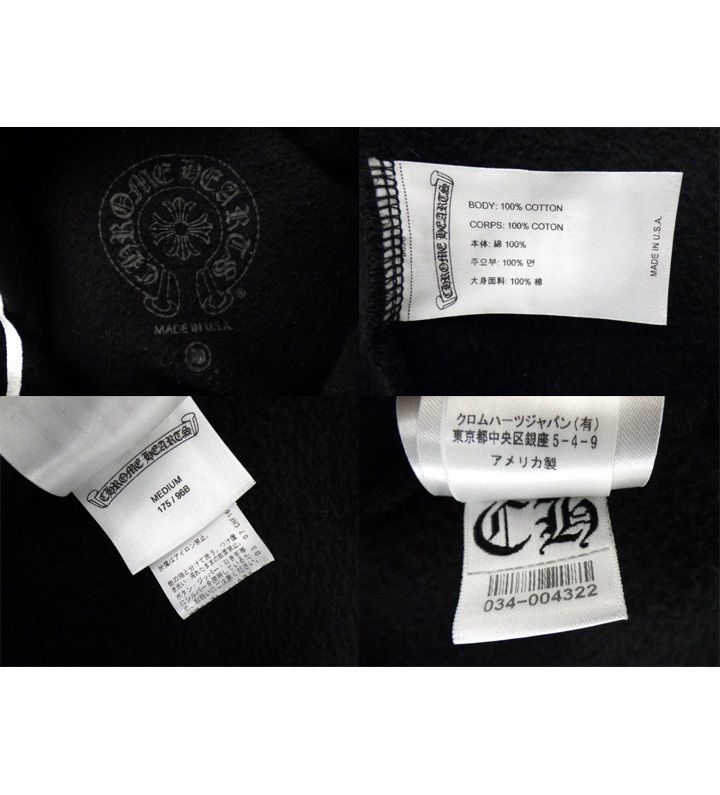 CHROME HEARTS
®
MADE IN U.S.A.
M
CHROME HEARTS
BODY: 100% COTTON
CORPS: 100% COTON
本体: 綿 100%
주요부: 100% 면
大身面料: 100% 棉
MADE IN U.S.A.
CHROME HEARTS
MEDIUM
175 / 96B
クロムハーツジャパン(有)
東京都中央区銀座5-4-9
アメリカ製
CH
034-004322